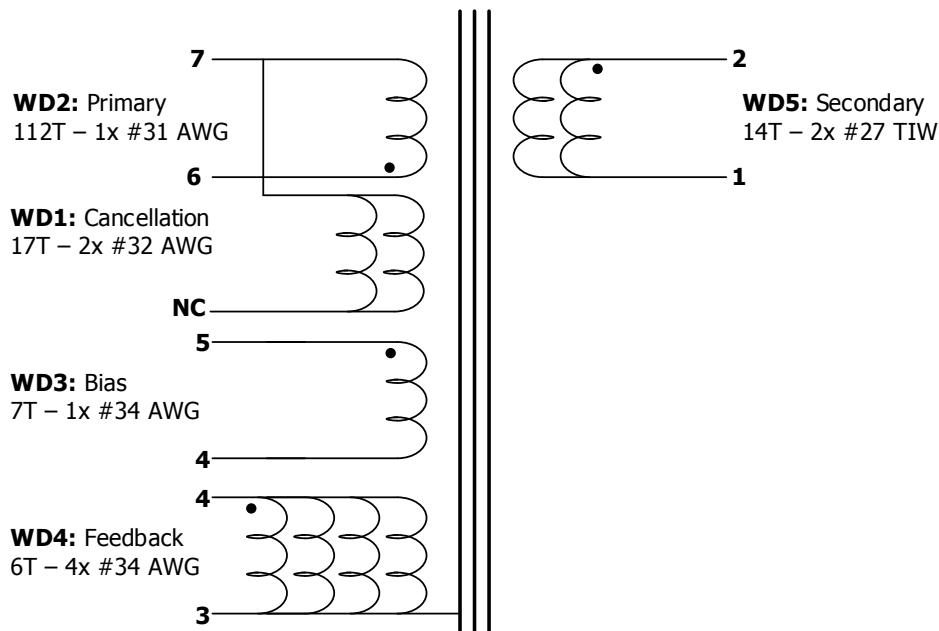 7
2
WD2: Primary
112T – 1x #31 AWG
WD5: Secondary
14T – 2x #27 TIW
6
1
WD1: Cancellation
17T – 2x #32 AWG
NC
5
WD3: Bias
7T – 1x #34 AWG
4
4
WD4: Feedback
6T – 4x #34 AWG
3